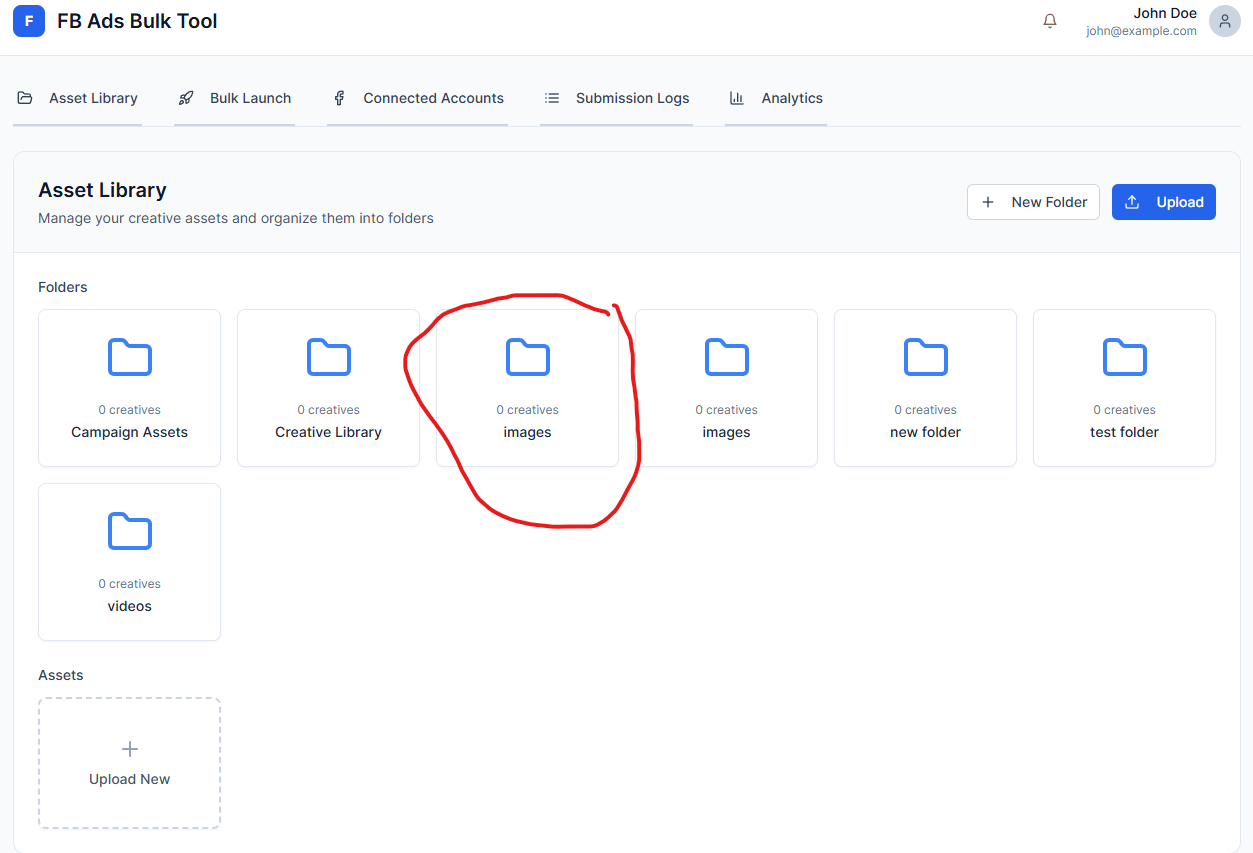 F FB Ads Bulk Tool
John Doe
john@example.com
Asset Library Bulk Launch Connected Accounts Submission Logs Analytics
Asset Library
Manage your creative assets and organize them into folders
New Folder Upload
Folders
0 creatives 0 creatives 0 creatives 0 creatives 0 creatives 0 creatives
Campaign Assets Creative Library images images new folder test folder
0 creatives
videos
Assets
Upload New